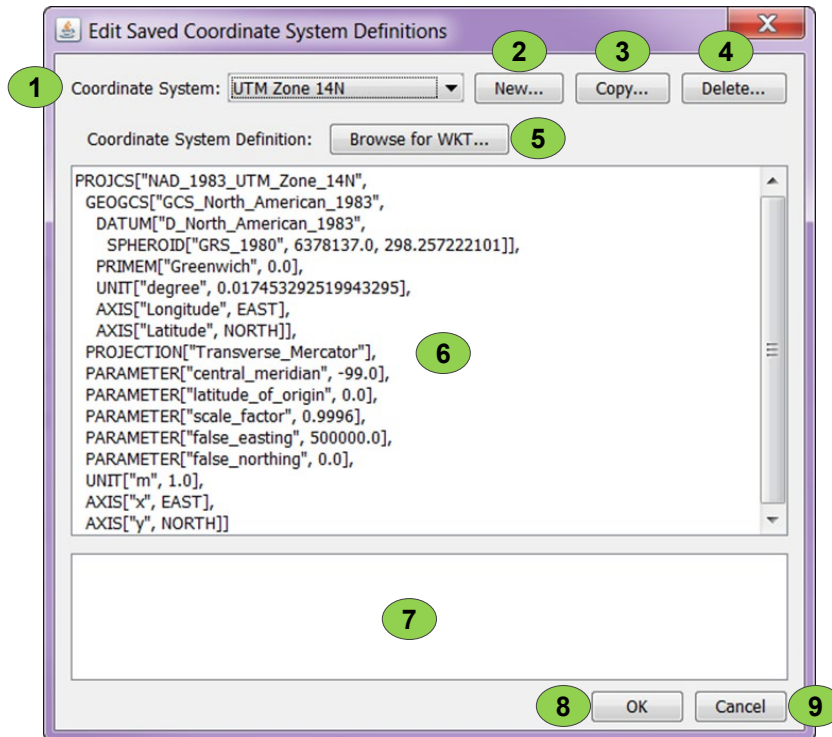 Edit Saved Coordinate System Definitions
X
2 3 4
1 Coordinate System: UTM Zone 14N New... Copy... Delete...
Coordinate System Definition: Browse for WKT... 5
PROJCS["NAD_1983_UTM_Zone_14N",
GEOGCS["GCS_North_American_1983",
DATUM["D_North_American_1983",
SPHEROID["GRS_1980", 6378137.0, 298.257222101]],
PRIMEM["Greenwich", 0.0],
UNIT["degree", 0.017453292519943295],
AXIS["Longitude", EAST],
AXIS["Latitude", NORTH]],
PROJECTION["Transverse_Mercator"], 6
PARAMETER["central_meridian", -99.0],
PARAMETER["latitude_of_origin", 0.0],
PARAMETER["scale_factor", 0.9996],
PARAMETER["false_easting", 500000.0],
PARAMETER["false_northing", 0.0],
UNIT["m", 1.0],
AXIS["x", EAST],
AXIS["y", NORTH]]
7
8 OK Cancel 9